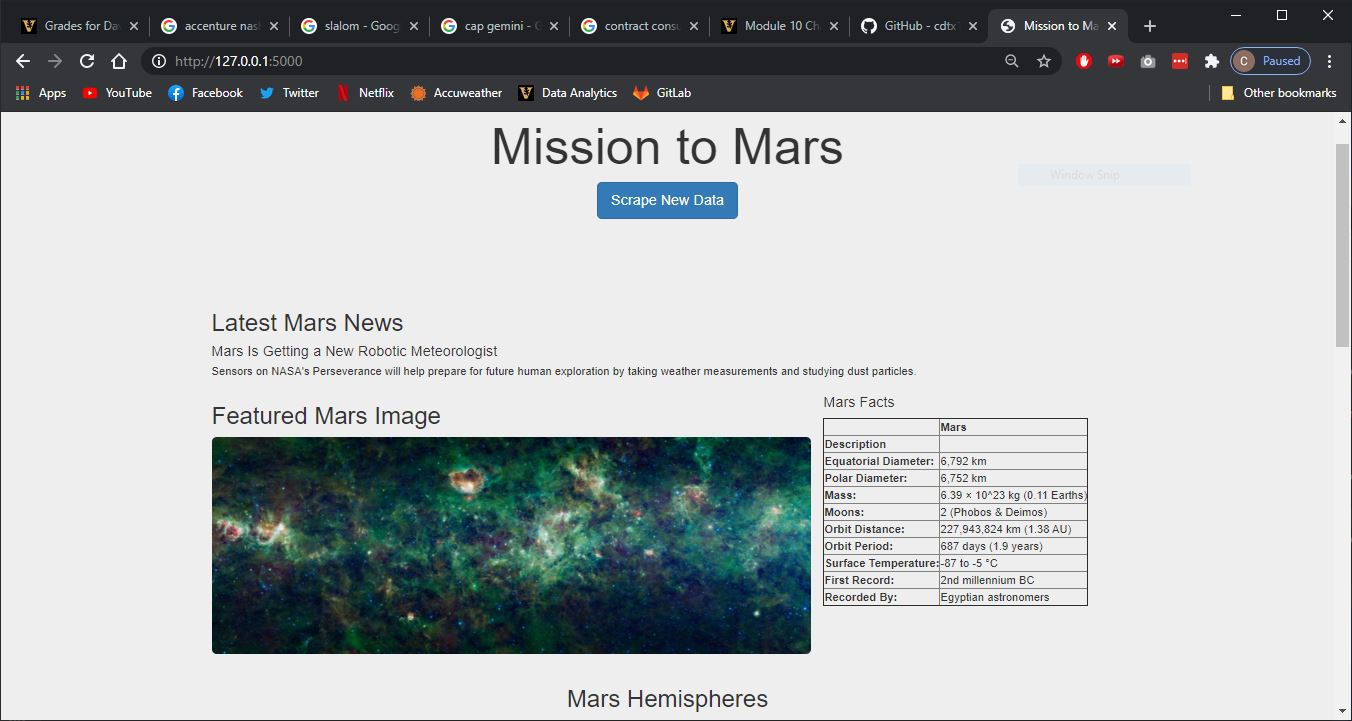 Grades for Da
accenture nas
slalom - Goog
cap gemini - G
contract consu
Module 10 Ch
GitHub - cdtx
Mission to Ma
http://127.0.0.1:5000
C Paused
Apps
YouTube
Facebook
Twitter
Netflix
Accuweather
Data Analytics
GitLab
Other bookmarks
Mission to Mars
Window Snip
Scrape New Data
Latest Mars News
Mars Is Getting a New Robotic Meteorologist
Sensors on NASA's Perseverance will help prepare for future human exploration by taking weather measurements and studying dust particles.
Featured Mars Image
Mars Facts
Mars
Description
Equatorial Diameter: 6,792 km
Polar Diameter: 6,752 km
Mass: 6.39 × 10^23 kg (0.11 Earths)
Moons: 2 (Phobos & Deimos)
Orbit Distance: 227,943,824 km (1.38 AU)
Orbit Period: 687 days (1.9 years)
Surface Temperature: -87 to -5 °C
First Record: 2nd millennium BC
Recorded By: Egyptian astronomers
Mars Hemispheres